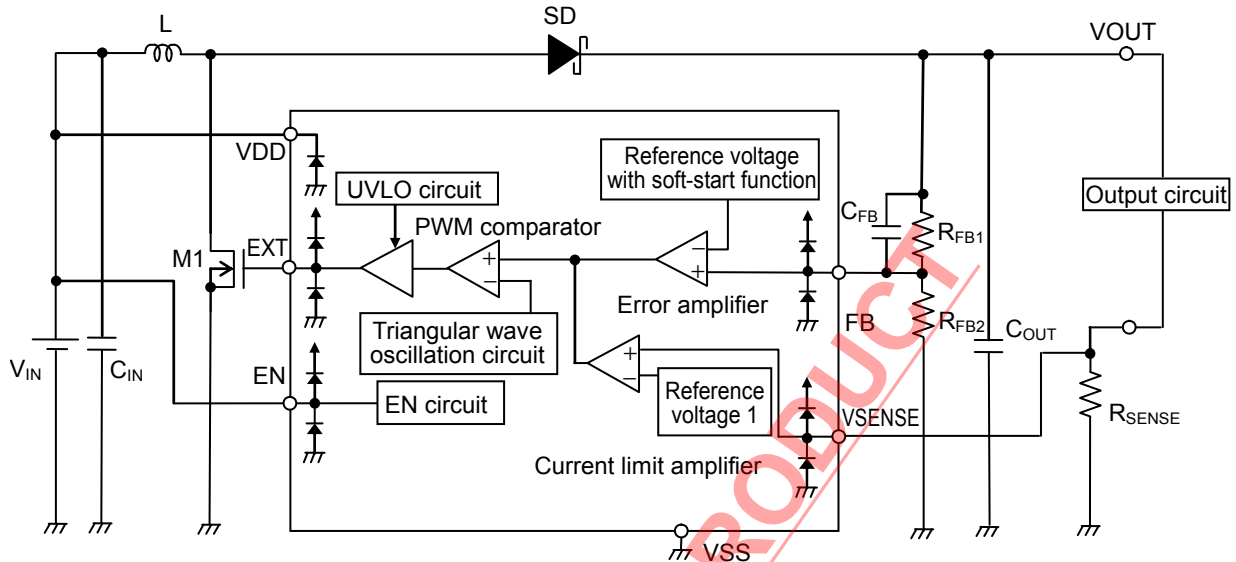 L
SD
VOUT
VDD
Reference voltage
with soft-start function
UVLO circuit
Output circuit
CFB
PWM comparator
RFB1
EXT
M1
−
+
+
−
Error amplifier
FB
RFB2
Triangular wave
oscillation circuit
COUT
VIN
CIN
EN
+
−
EN circuit
Reference
voltage 1
VSENSE
RSENSE
Current limit amplifier
VSS
PRODUCT